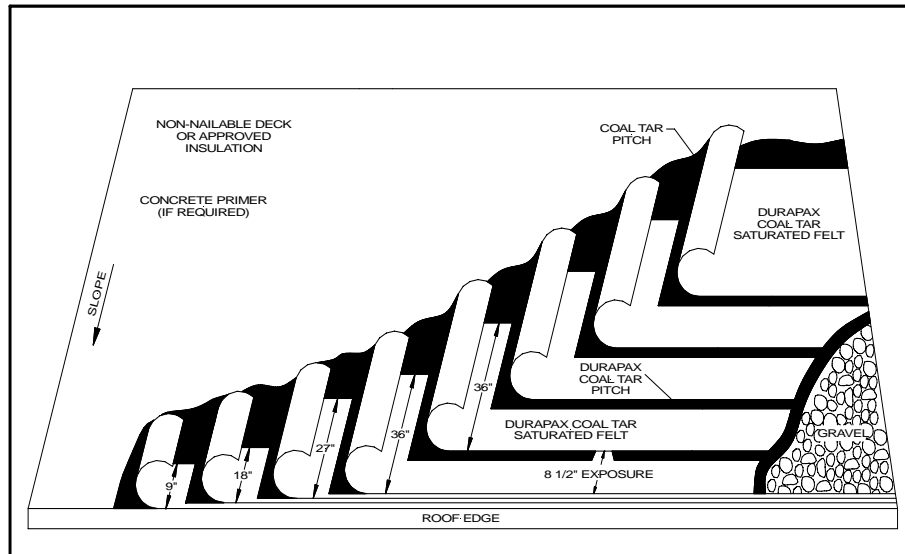 NON-NAILABLE DECK
OR APPROVED
INSULATION
COAL TAR
PITCH
CONCRETE PRIMER
(IF REQUIRED)
DURAPAX
COAL TAR
SATURATED FELT
SLOPE
36"
DURAPAX
COAL TAR
PITCH
DURAPAX COAL TAR
SATURATED FELT
GRAVEL
9"
18"
27"
36"
8 1/2" EXPOSURE
ROOF EDGE